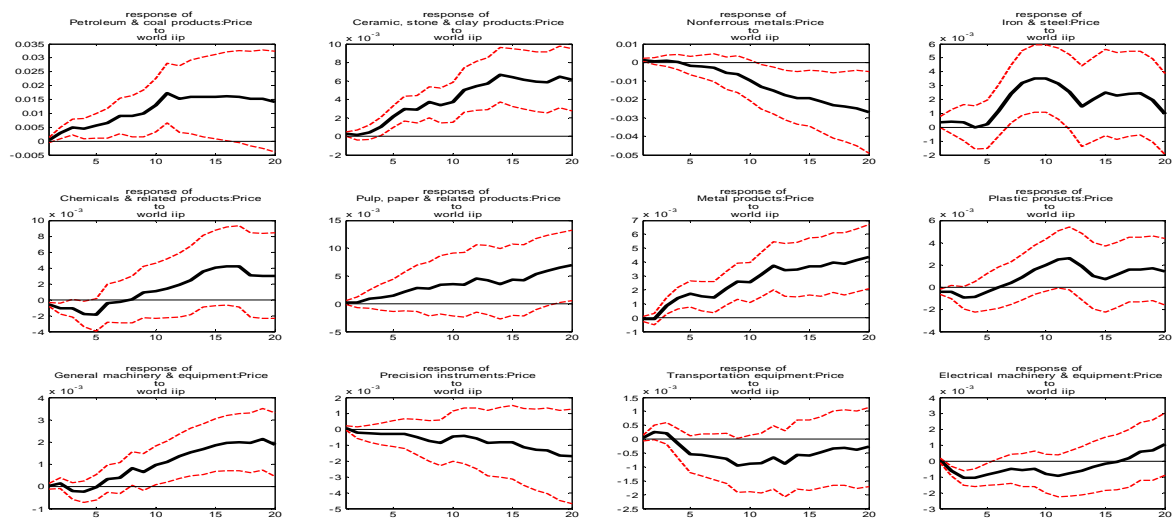 response of
Petroleum & coal products:Price
to
world iip
0.035
0.03
0.025
0.02
0.015
0.01
0.005
0
-0.005
5
10
15
20
response of
Ceramic, stone & clay products:Price
to
world iip
x 10^-3
10
8
6
4
2
0
-2
5
10
15
20
response of
Nonferrous metals:Price
to
world iip
0.01
0
-0.01
-0.02
-0.03
-0.04
-0.05
5
10
15
20
response of
Iron & steel:Price
to
world iip
x 10^-3
6
5
4
3
2
1
0
-1
-2
5
10
15
20
response of
Chemicals & related products:Price
to
world iip
x 10^-3
10
8
6
4
2
0
-2
-4
5
10
15
20
response of
Pulp, paper & related products:Price
to
world iip
x 10^-3
15
10
5
0
-5
5
10
15
20
response of
Metal products:Price
to
world iip
x 10^-3
7
6
5
4
3
2
1
0
-1
5
10
15
20
response of
Plastic products:Price
to
world iip
x 10^-3
6
4
2
0
-2
-4
5
10
15
20
response of
General machinery & equipment:Price
to
world iip
x 10^-3
4
3
2
1
0
-1
5
10
15
20
response of
Precision instruments:Price
to
world iip
x 10^-3
2
1
0
-1
-2
-3
-4
-5
5
10
15
20
response of
Transportation equipment:Price
to
world iip
x 10^-3
1.5
1
0.5
0
-0.5
-1
-1.5
-2
-2.5
5
10
15
20
response of
Electrical machinery & equipment:Price
to
world iip
x 10^-3
3
2
1
0
-1
-2
-3
5
10
15
20